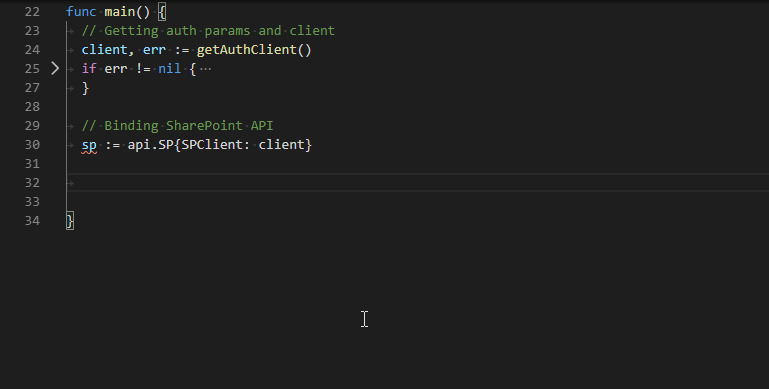 22 func main() {
23 // Getting auth params and client
24 client, err := getAuthClient()
25 if err != nil { ⋯
27 }
28
29 // Binding SharePoint API
30 sp := api.SP{SPClient: client}
31
32
33
34 }